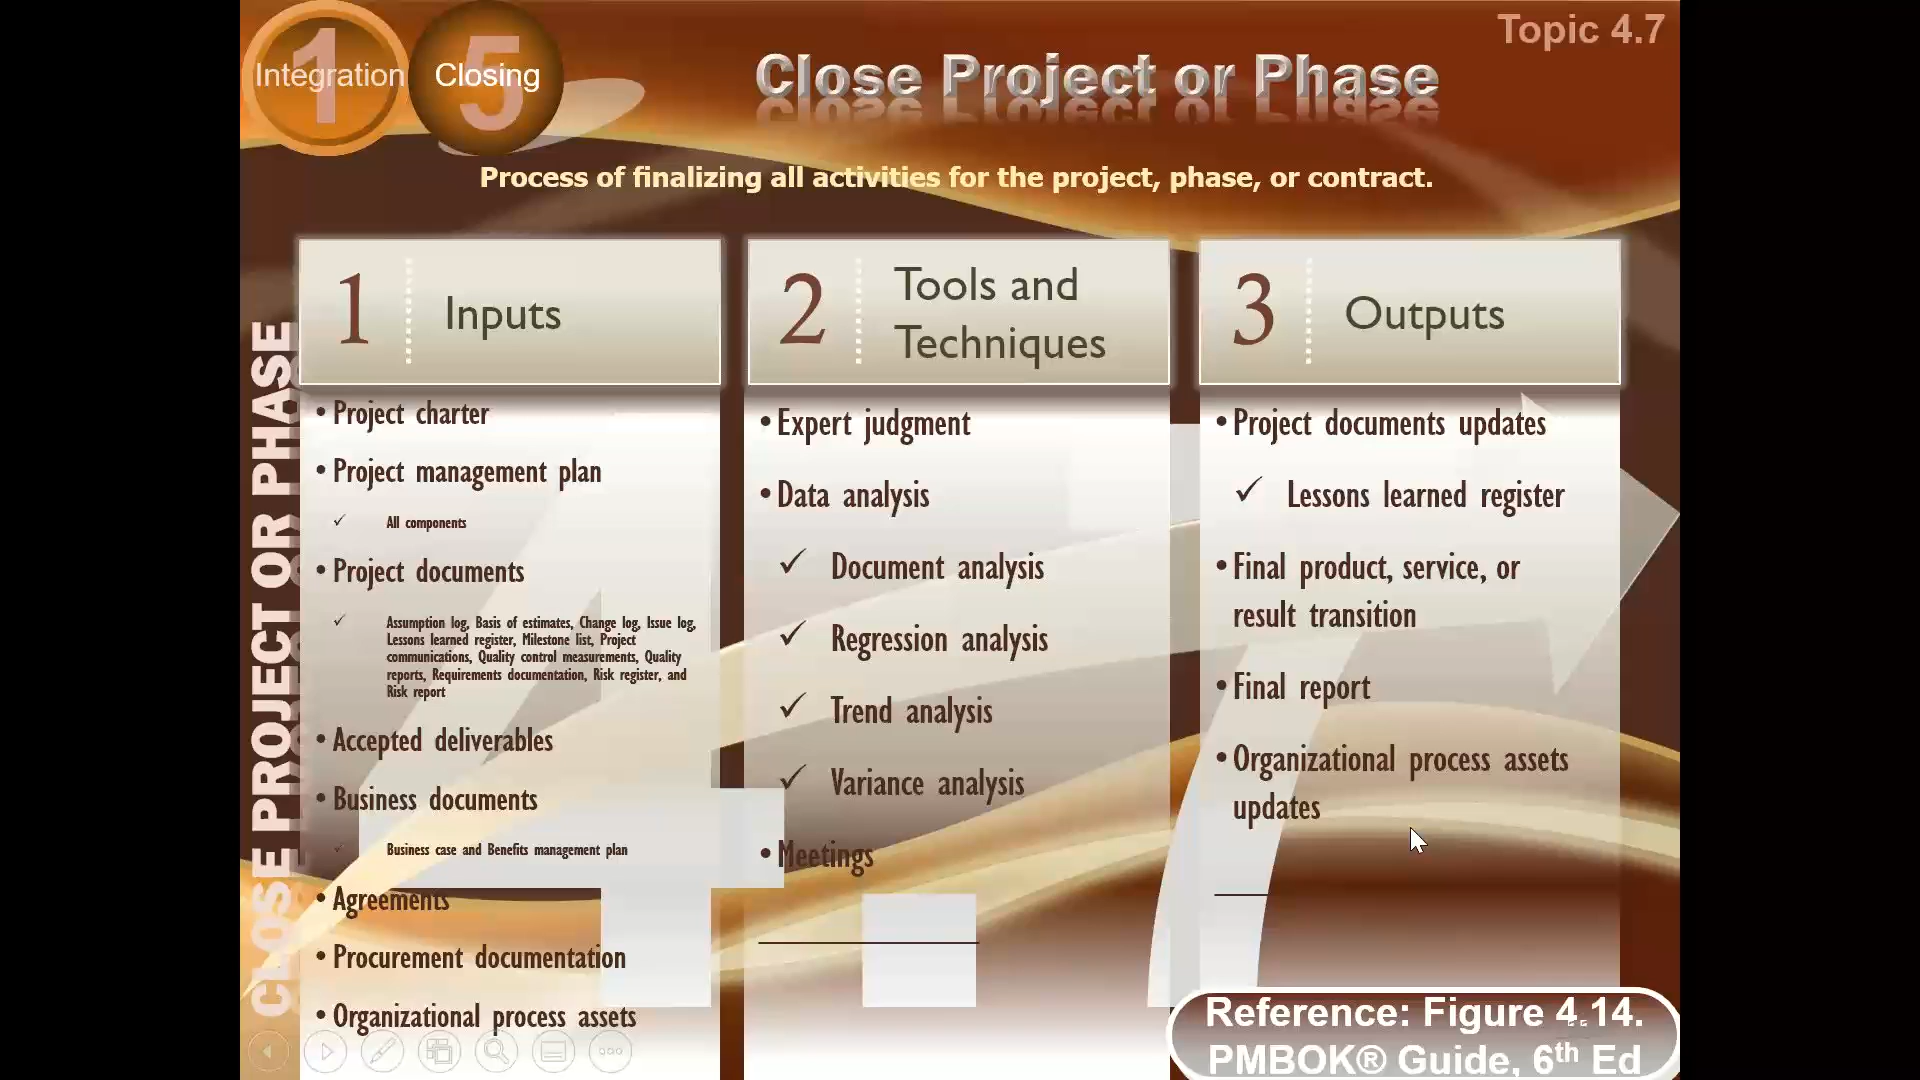 Topic 4.7
1
Integration
5
Closing
Close Project or Phase
Process of finalizing all activities for the project, phase, or contract.
CLOSE PROJECT OR PHASE
1
Inputs
• Project charter
• Project management plan
✓ All components
• Project documents
✓ Assumption log, Basis of estimates, Change log, Issue log,
Lessons learned register, Milestone list, Project
communications, Quality control measurements, Quality
reports, Requirements documentation, Risk register, and
Risk report
• Accepted deliverables
• Business documents
✓ Business case and Benefits management plan
• Agreements
• Procurement documentation
• Organizational process assets
2
Tools and
Techniques
• Expert judgment
• Data analysis
✓ Document analysis
✓ Regression analysis
✓ Trend analysis
✓ Variance analysis
• Meetings
3
Outputs
• Project documents updates
✓ Lessons learned register
• Final product, service, or
result transition
• Final report
• Organizational process assets
updates
Reference: Figure 4.14.
PMBOK® Guide, 6th Ed